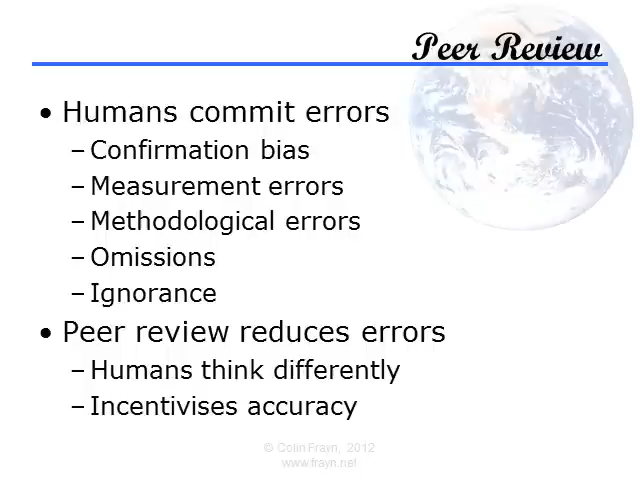 Peer Review
• Humans commit errors
– Confirmation bias
– Measurement errors
– Methodological errors
– Omissions
– Ignorance
• Peer review reduces errors
– Humans think differently
– Incentivises accuracy
© Colin Frayn, 2012
www.frayn.net